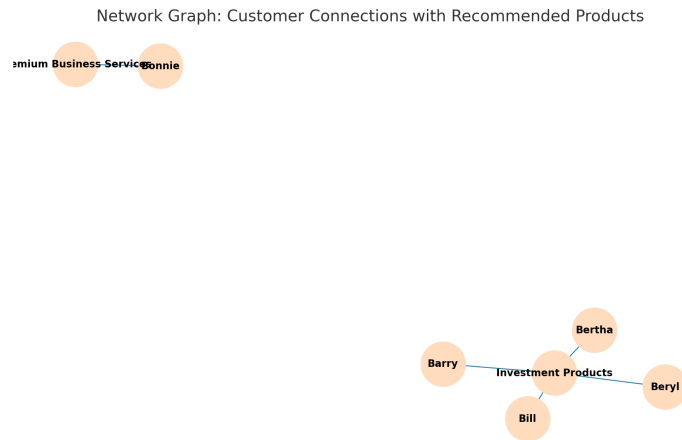 Network Graph: Customer Connections with Recommended Products
emium Business Services
Bonnie
Bertha
Barry
Investment Products
Beryl
Bill